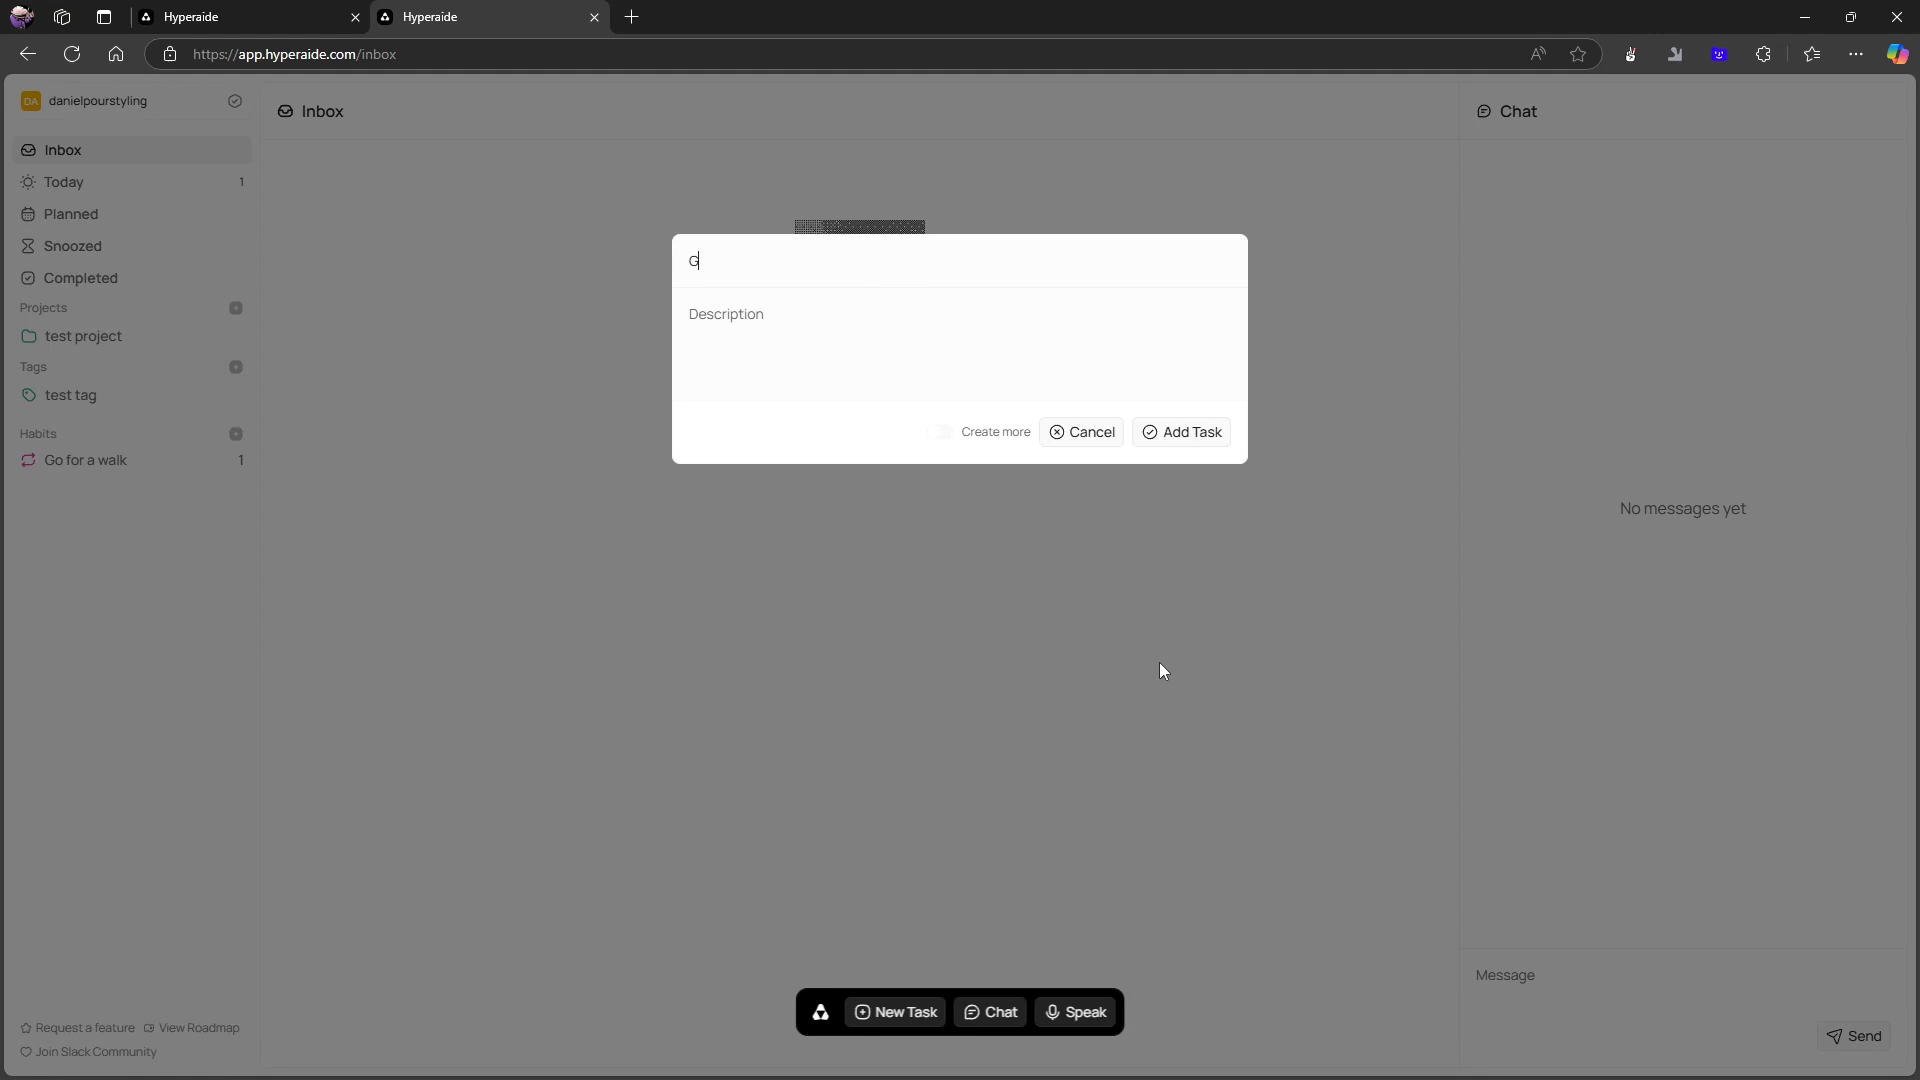 Hyperaide
Hyperaide
https://app.hyperaide.com/inbox
DA danielpourstyling
Inbox
Today 1
Planned
Snoozed
Completed
Projects
test project
Tags
test tag
Habits
Go for a walk 1
Request a feature View Roadmap
Join Slack Community
Inbox
G
Description
Create more Cancel Add Task
New Task Chat Speak
Chat
No messages yet
Message
Send